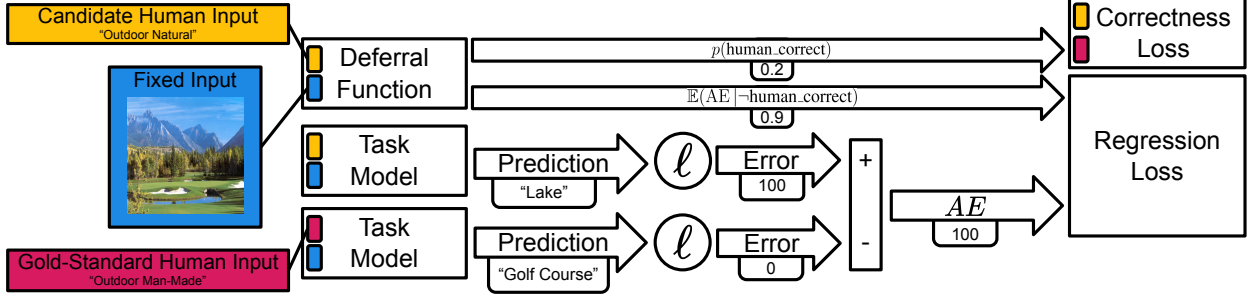 Candidate Human Input
“Outdoor Natural”
Fixed Input
Gold-Standard Human Input
“Outdoor Man-Made”
Deferral
Function
p(human_correct)
0.2
𝔼(AE |¬human_correct)
0.9
Correctness
Loss
Task
Model
Prediction
“Lake”
ℓ
Error
100
Task
Model
Prediction
“Golf Course”
ℓ
Error
0
+
-
AE
100
Regression
Loss